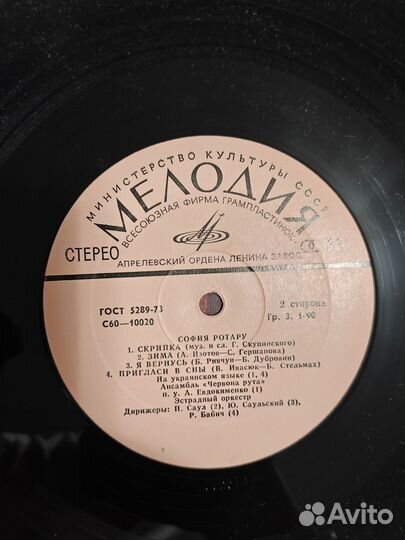 МИНИСТЕРСТВО КУЛЬТУРЫ СССР
МЕЛОДИЯ
ВСЕСОЮЗНАЯ ФИРМА ГРАМПЛАСТИНОК
СТЕРЕО
33
АПРЕЛЕВСКИЙ ОРДЕНА ЛЕНИНА ЗАВОД
ГОСТ 5289-73
С60—10020
2 сторона
Гр. 3. 1-90
СОФИЯ РОТАРУ
1. СКРИПКА (муз. и сл. Г. Скупинского)
2. ЗИМА (А. Изотов—С. Гершанова)
3. Я ВЕРНУСЬ (Б. Ривчун—Б. Дубровин)
4. ПРИГЛАСИ В СНЫ (В. Ивасюк—Б. Стельмах)
На украинском языке (1, 4)
Ансамбль «Червона рута»
п. у. А. Евдокименко (1)
Эстрадный оркестр
Дирижеры: П. Саул (2), Ю. Саульский (3),
Р. Бабич (4)
Avito